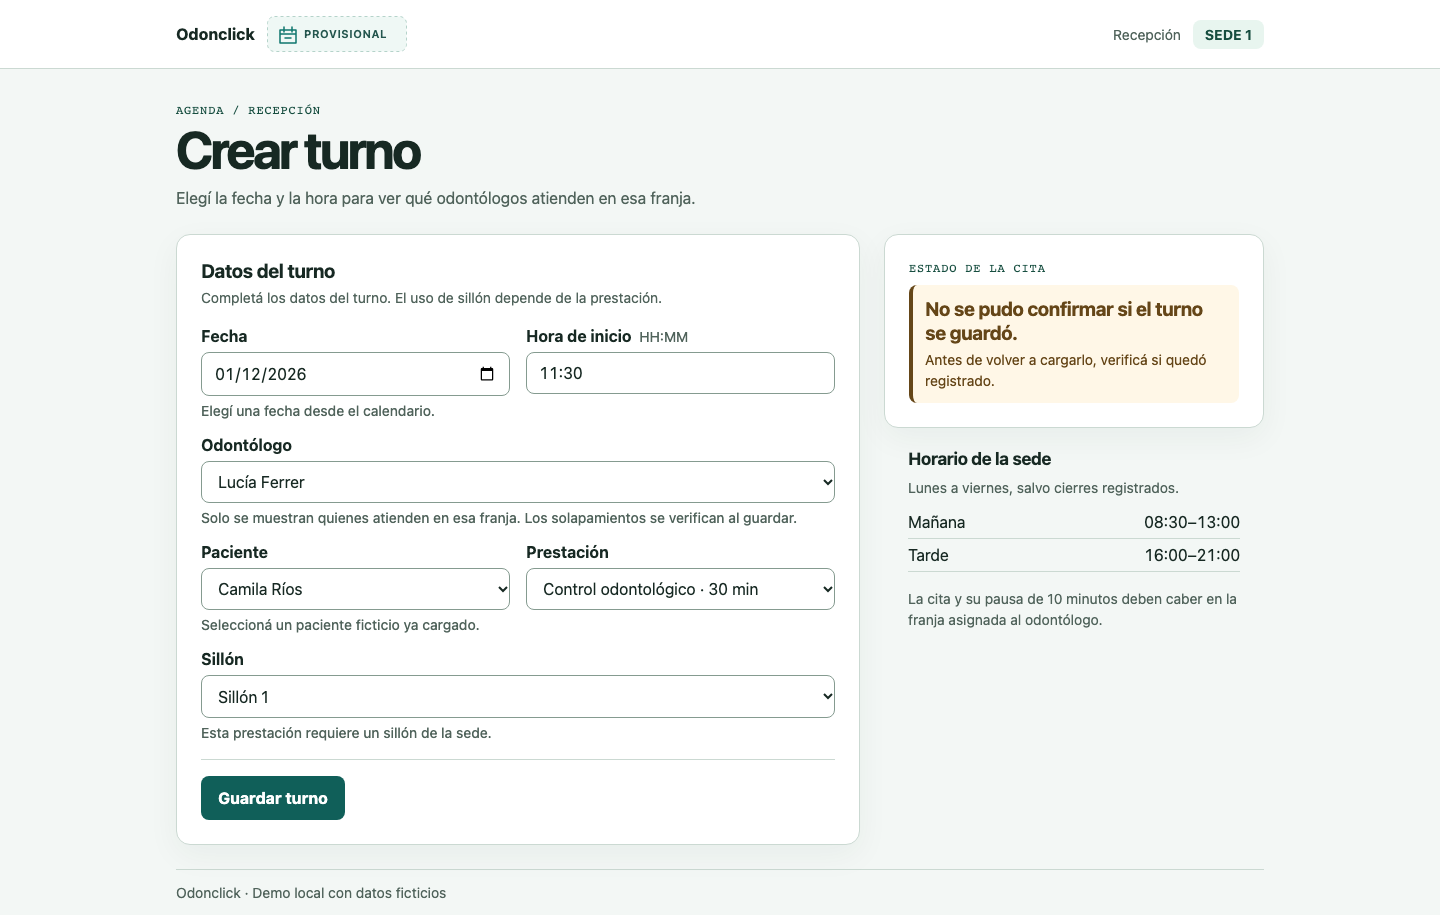 Odonclick
PROVISIONAL
Recepción
SEDE 1
AGENDA / RECEPCIÓN
Crear turno
Elegí la fecha y la hora para ver qué odontólogos atienden en esa franja.
Datos del turno
Completá los datos del turno. El uso de sillón depende de la prestación.
Fecha
Hora de inicio HH:MM
01/12/2026
11:30
Elegí una fecha desde el calendario.
Odontólogo
Lucía Ferrer
Solo se muestran quienes atienden en esa franja. Los solapamientos se verifican al guardar.
Paciente
Prestación
Camila Ríos
Control odontológico · 30 min
Seleccioná un paciente ficticio ya cargado.
Sillón
Sillón 1
Esta prestación requiere un sillón de la sede.
Guardar turno
ESTADO DE LA CITA
No se pudo confirmar si el turno
se guardó.
Antes de volver a cargarlo, verificá si quedó
registrado.
Horario de la sede
Lunes a viernes, salvo cierres registrados.
Mañana 08:30–13:00
Tarde 16:00–21:00
La cita y su pausa de 10 minutos deben caber en la
franja asignada al odontólogo.
Odonclick · Demo local con datos ficticios